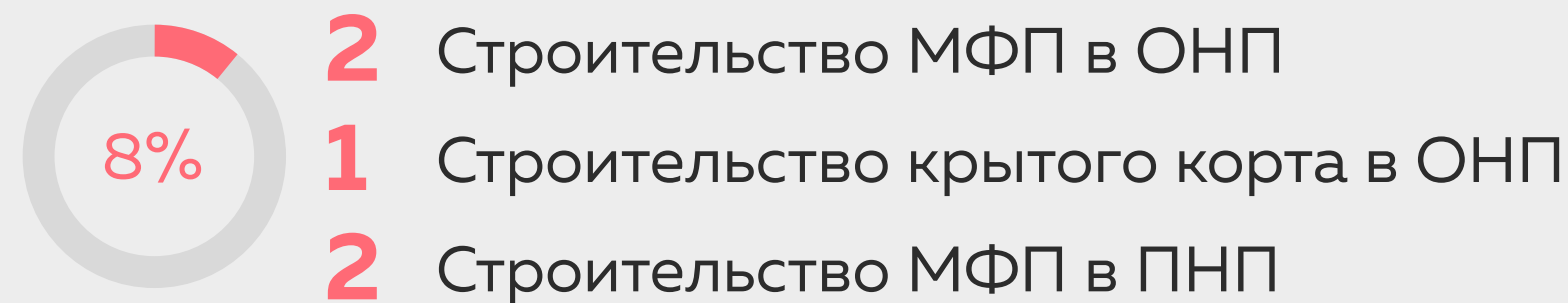 8%
2 Строительство МФП в ОНП
1 Строительство крытого корта в ОНП
2 Строительство МФП в ПНП